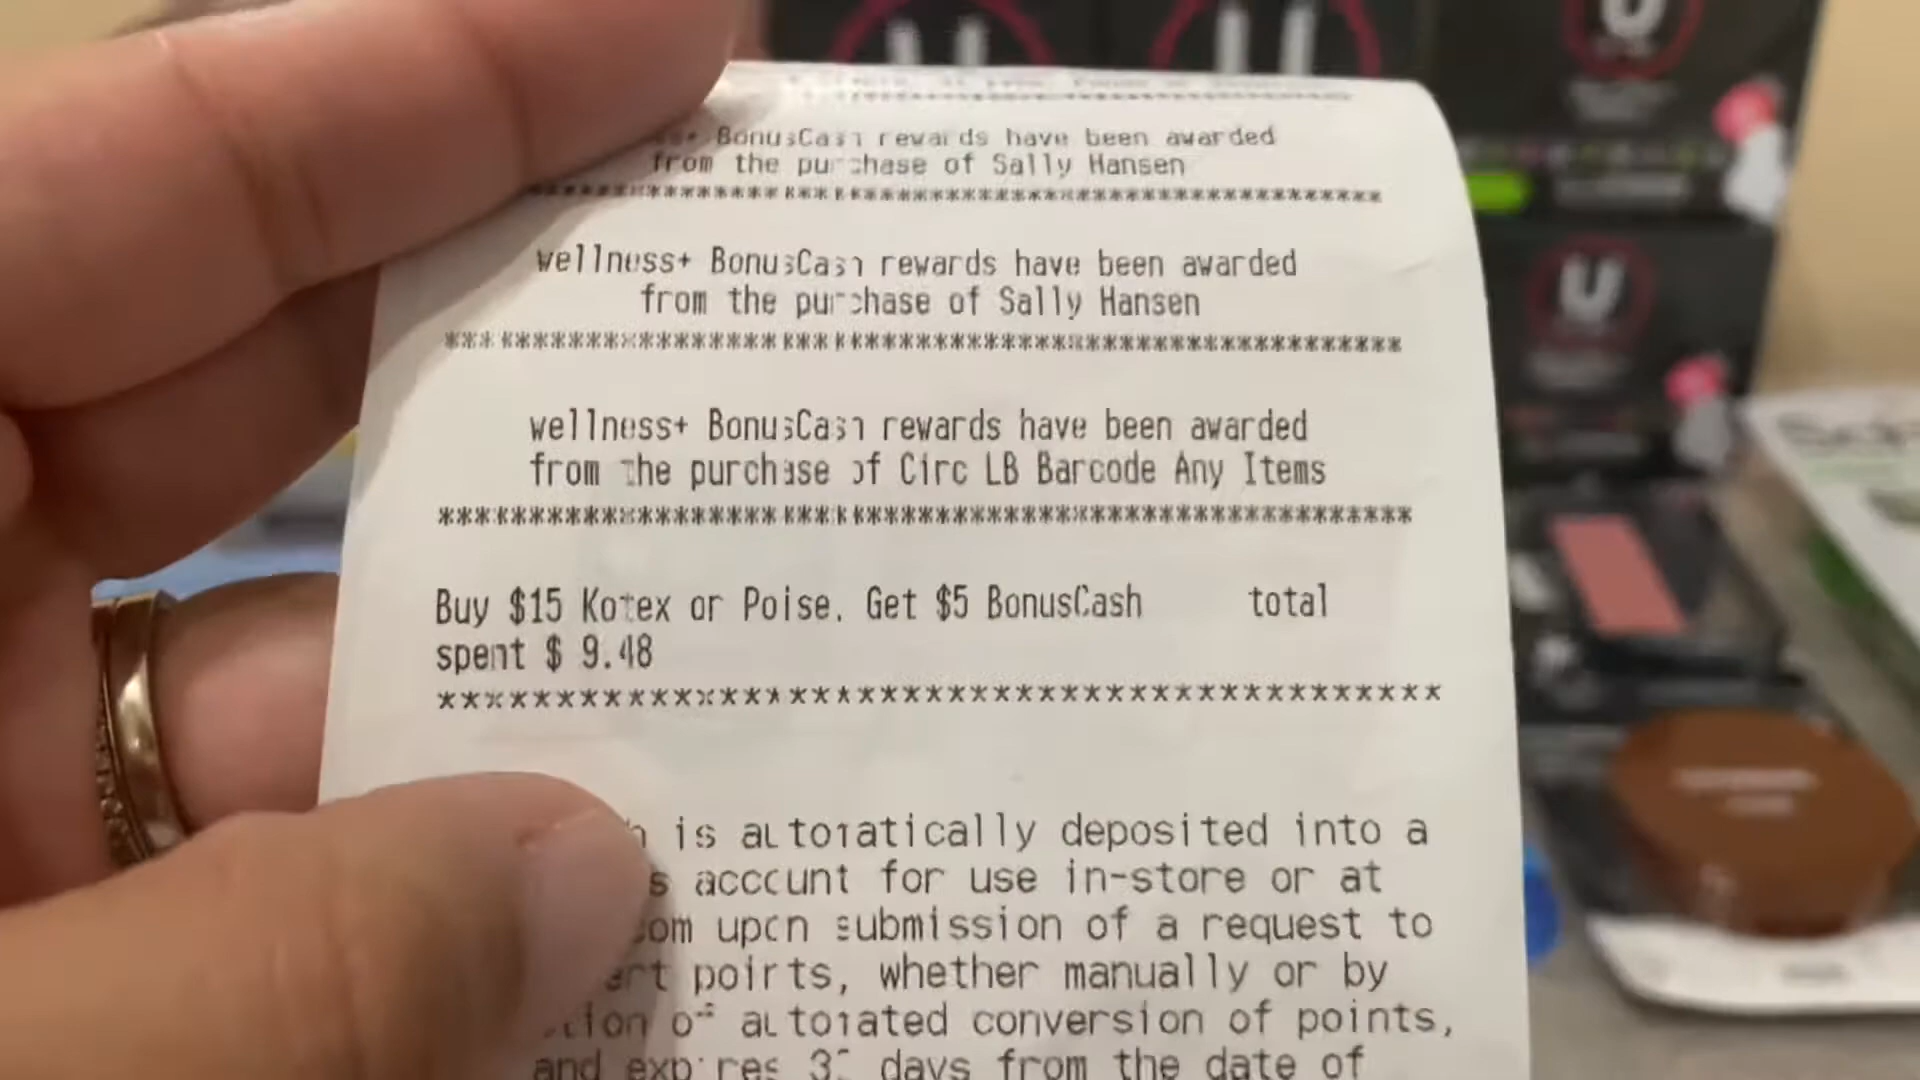 BonusCash rewards have been awarded
from the purchase of Sally Hansen
*******************************************************
wellness+ BonusCash rewards have been awarded
from the purchase of Sally Hansen
*******************************************************
wellness+ BonusCash rewards have been awarded
from the purchase of Circ LB Barcode Any Items
*******************************************************
Buy $15 Kotex or Poise, Get $5 BonusCash total
spent $ 9.48
******************************************
is automatically deposited into a
account for use in-store or at
upon submission of a request to
points, whether manually or by
of automated conversion of points,
and expires days from the date of
U
U